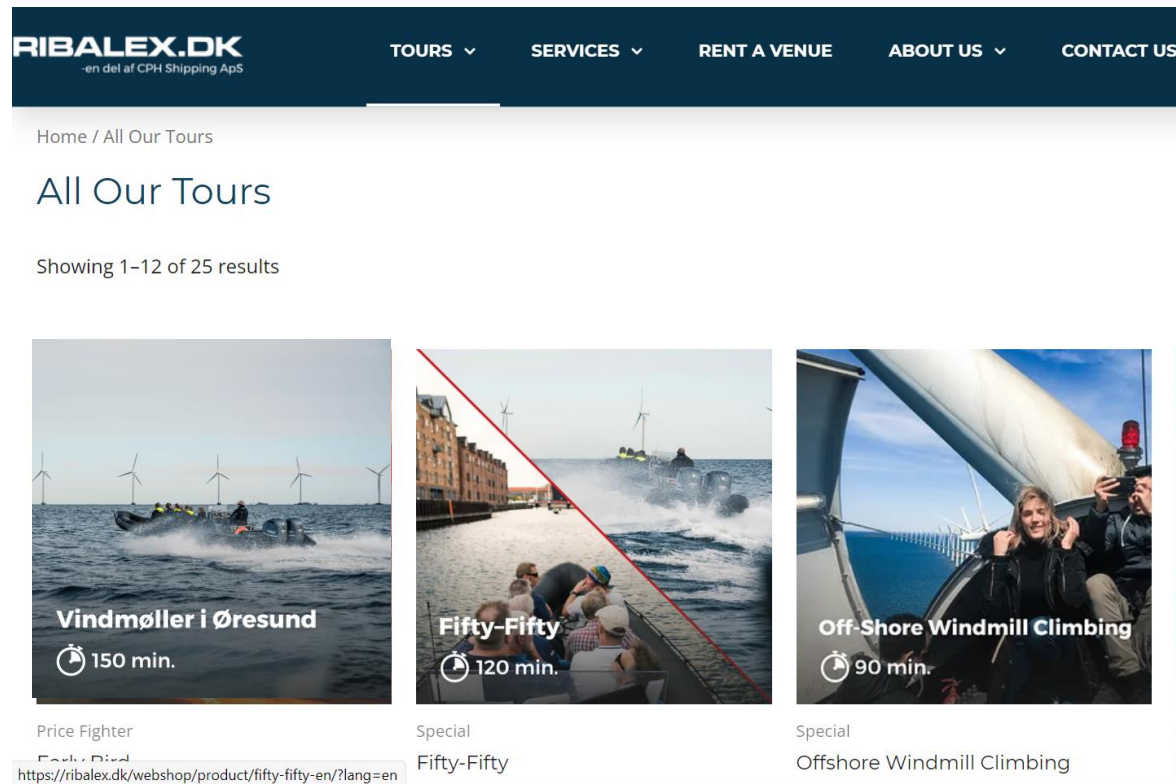 RIBALEX.DK
-en del af CPH Shipping ApS
TOURS
SERVICES
RENT A VENUE
ABOUT US
CONTACT US
Home / All Our Tours
All Our Tours
Showing 1–12 of 25 results
Vindmøller i Øresund
150 min.
Fifty-Fifty
120 min.
Off-Shore Windmill Climbing
90 min.
Price Fighter
Early Bird
Special
Fifty-Fifty
Special
Offshore Windmill Climbing
https://ribalex.dk/webshop/product/fifty-fifty-en/?lang=en